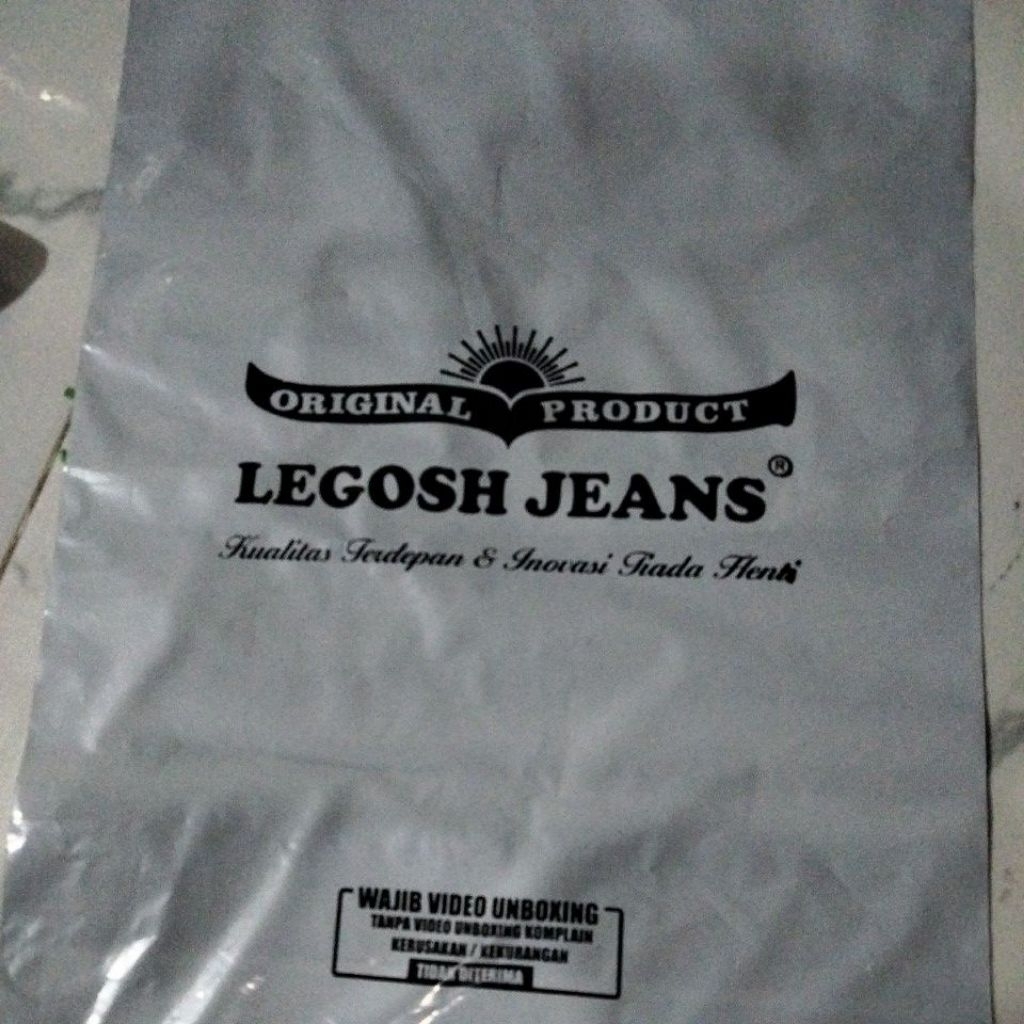 ORIGINAL PRODUCT
LEGOSH JEANS®
Kualitas Terdepan & Inovasi Tiada Henti
WAJIB VIDEO UNBOXING
TANPA VIDEO UNBOXING KOMPLAIN
KERUSAKAN / KEKURANGAN
TIDAK DITERIMA